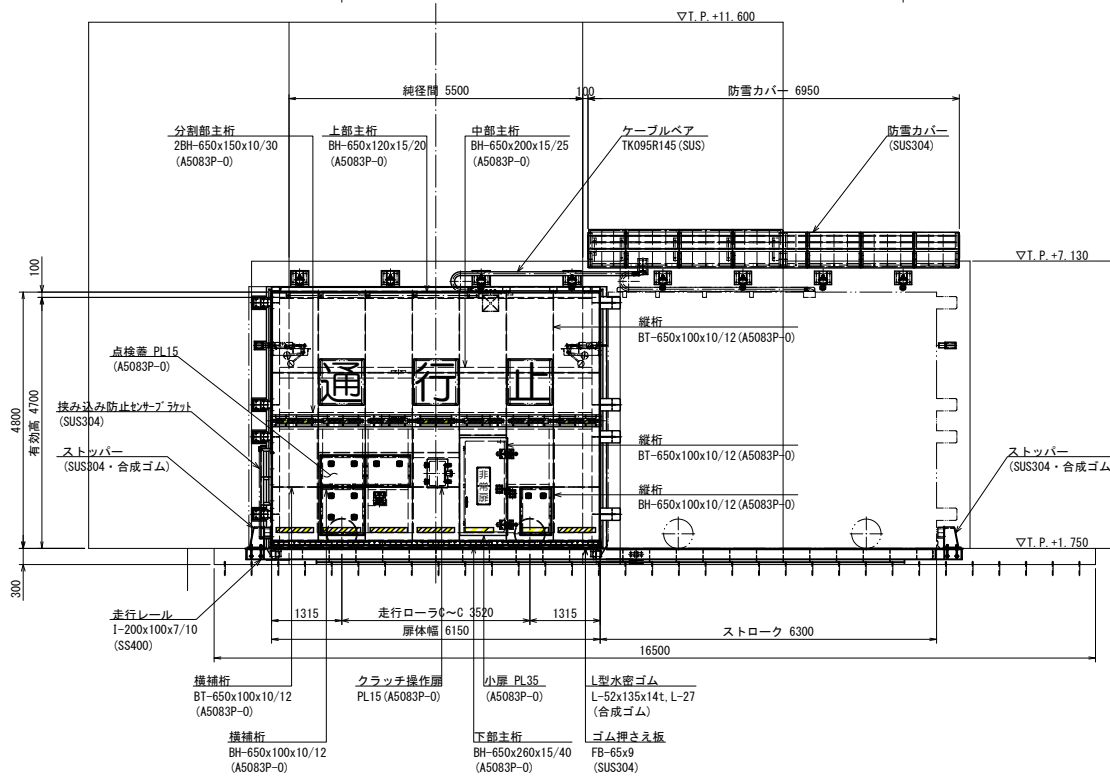 ▽T.P.+11.600
純径間 5500
100
防雪カバー 6950
分割部主桁
2BH-650x150x10/30
(A5083P-O)
上部主桁
BH-650x120x15/20
(A5083P-O)
中部主桁
BH-650x200x15/25
(A5083P-O)
ケーブルベア
TK095R145(SUS)
防雪カバー
(SUS304)
▽T.P.+7.130
100
4800
有効高 4700
300
縦桁
BT-650x100x10/12(A5083P-O)
点検蓋 PL15
(A5083P-O)
通行止
挟み込み防止センサーブラケット
(SUS304)
ストッパー
(SUS304・合成ゴム)
縦桁
BT-650x100x10/12(A5083P-O)
縦桁
BH-650x100x10/12(A5083P-O)
非常扉
ストッパー
(SUS304・合成ゴム
▽T.P.+1.750
走行レール
I-200x100x7/10
(SS400)
1315
走行ローラC~C 3520
1315
扉体幅 6150
ストローク 6300
16500
横補桁
BT-650x100x10/12
(A5083P-O)
クラッチ操作扉
PL15(A5083P-O)
小扉 PL35
(A5083P-O)
L型水密ゴム
L-52x135x14t,L-27
(合成ゴム)
横補桁
BH-650x100x10/12
(A5083P-O)
下部主桁
BH-650x260x15/40
(A5083P-O)
ゴム押さえ板
FB-65x9
(SUS304)